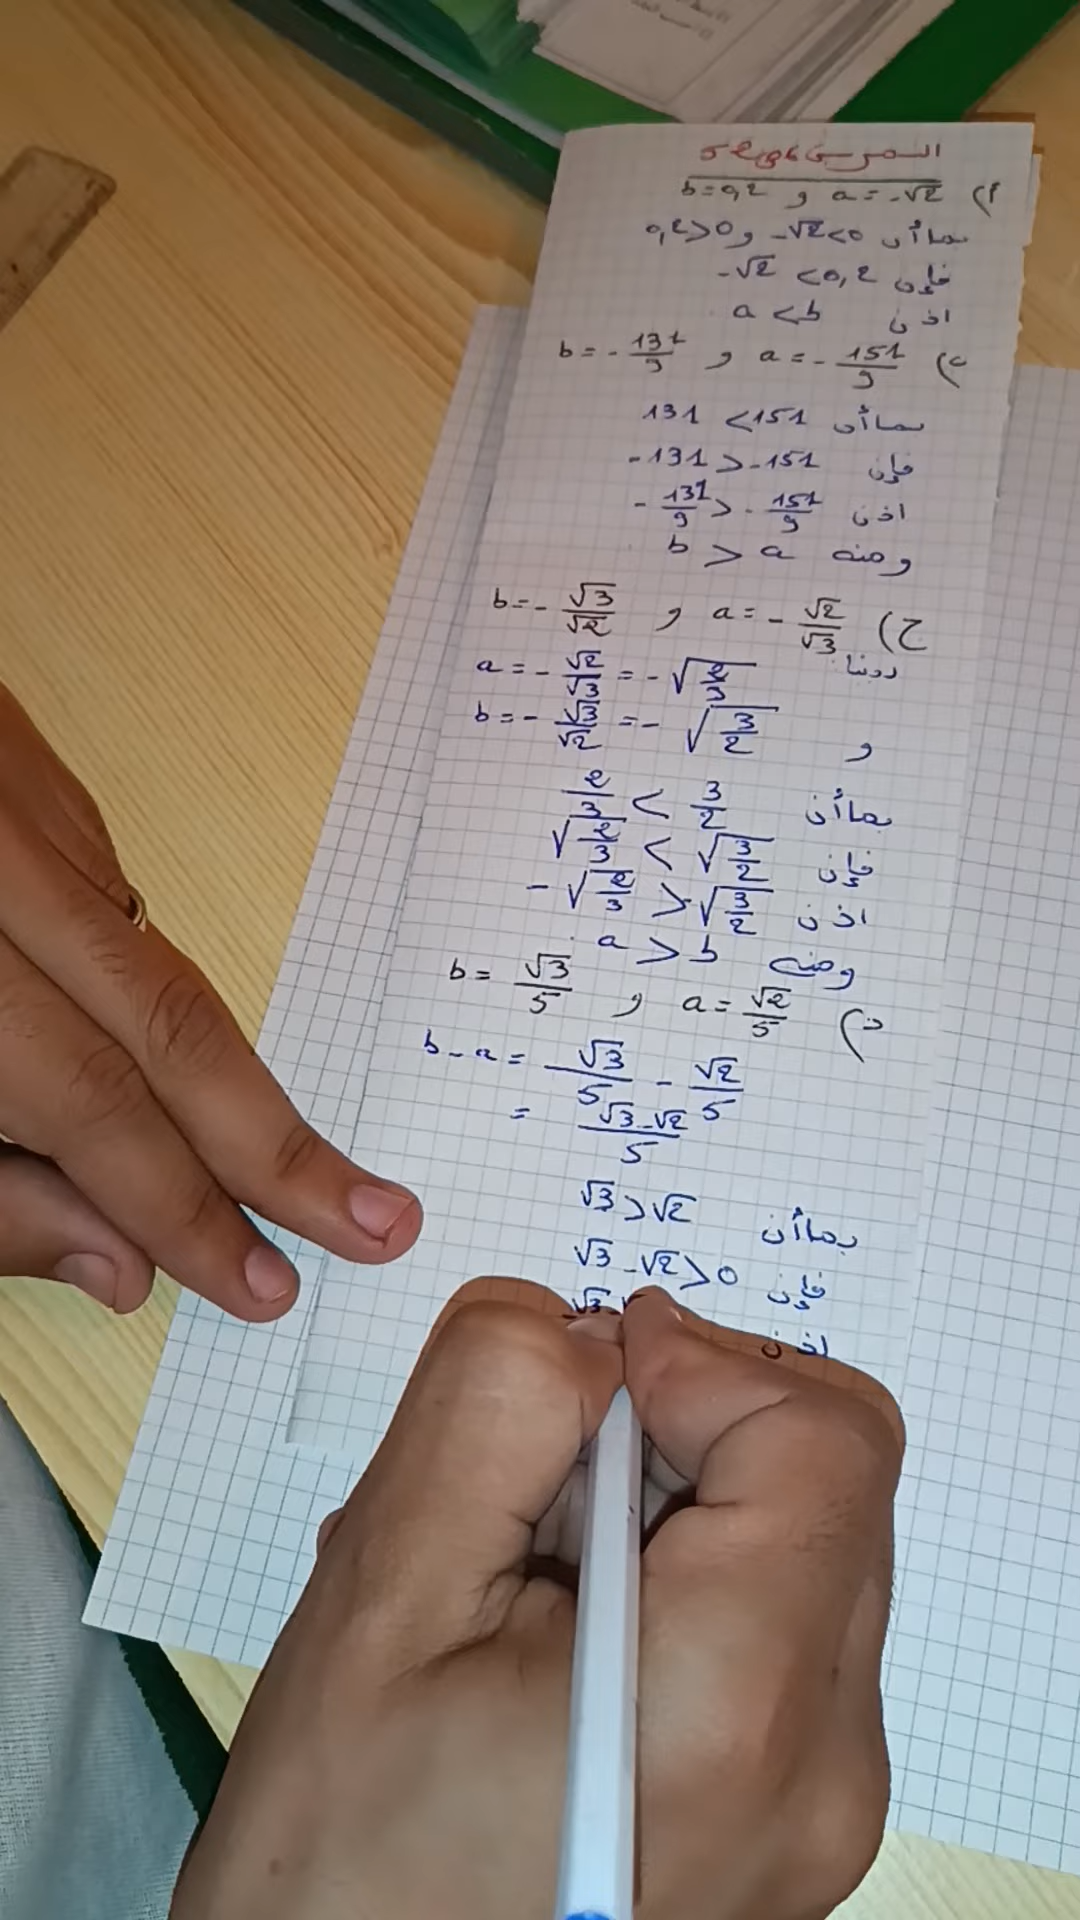 أ) a = -√2 و b = 0,2
بما أن -√2 < 0 و 0,2 > 0
فإن -√2 < 0,2
اذن a < b
ب) a = - 151/9 و b = - 131/9
بما أن 131 < 151
فإن -131 > -151
اذن - 131/9 > - 151/9
ومنه b > a
ج) a = - √2/√3 و b = - √3/√2
لدينا: a = - √2/√3 = - √(2/3)
و b = - √3/√2 = - √(3/2)
بما أن 2/3 < 3/2
فإن √(2/3) < √(3/2)
اذن -√(2/3) > -√(3/2)
ومنه a > b
د) a = √2/5 و b = √3/5
b - a = √3/5 - √2/5
= (√3 - √2)/5
بما أن √3 > √2
فإن √3 - √2 > 0
اذن √3 -